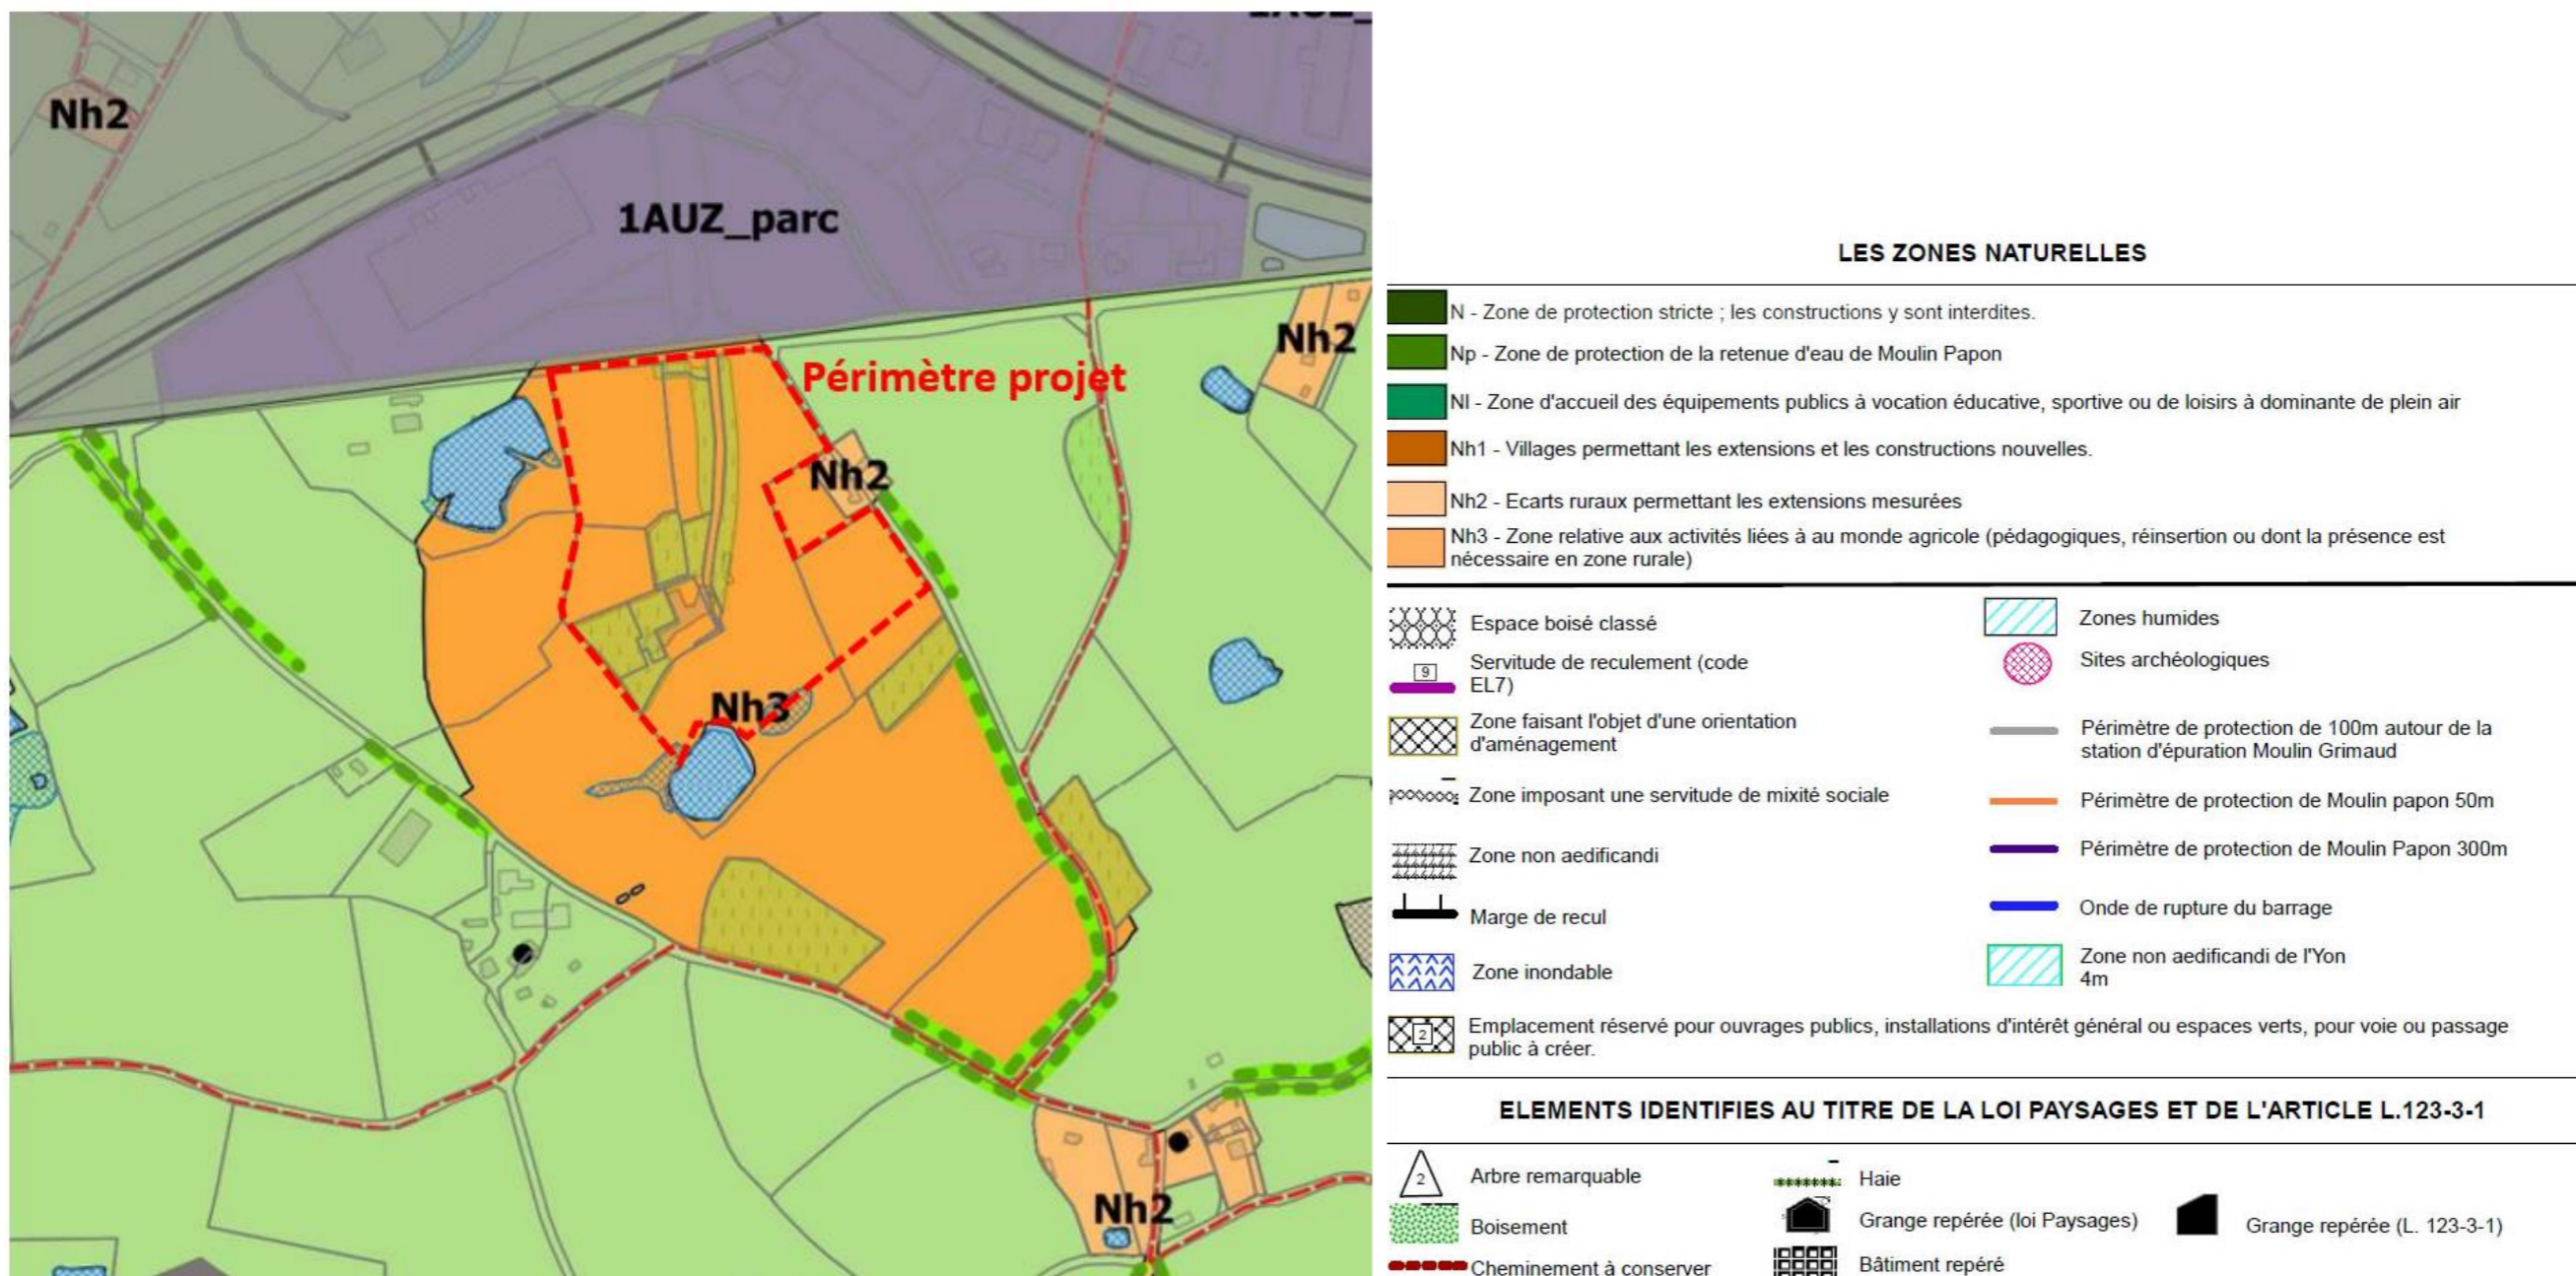 Nh2
1AUZ_parc
Nh2
Périmètre projet
Nh2
Nh3
Nh2
LES ZONES NATURELLES
N - Zone de protection stricte ; les constructions y sont interdites.
Np - Zone de protection de la retenue d'eau de Moulin Papon
Nl - Zone d'accueil des équipements publics à vocation éducative, sportive ou de loisirs à dominante de plein air
Nh1 - Villages permettant les extensions et les constructions nouvelles.
Nh2 - Ecarts ruraux permettant les extensions mesurées
Nh3 - Zone relative aux activités liées à au monde agricole (pédagogiques, réinsertion ou dont la présence est
nécessaire en zone rurale)
Espace boisé classé
9
Servitude de reculement (code
EL7)
Zone faisant l'objet d'une orientation
d'aménagement
Zone imposant une servitude de mixité sociale
Zone non aedificandi
Marge de recul
Zone inondable
Zones humides
Sites archéologiques
Périmètre de protection de 100m autour de la
station d'épuration Moulin Grimaud
Périmètre de protection de Moulin papon 50m
Périmètre de protection de Moulin Papon 300m
Onde de rupture du barrage
Zone non aedificandi de l'Yon
4m
2
Emplacement réservé pour ouvrages publics, installations d'intérêt général ou espaces verts, pour voie ou passage
public à créer.
ELEMENTS IDENTIFIES AU TITRE DE LA LOI PAYSAGES ET DE L'ARTICLE L.123-3-1
2
Arbre remarquable
Boisement
Cheminement à conserver
Haie
Grange repérée (loi Paysages)
Bâtiment repéré
Grange repérée (L. 123-3-1)